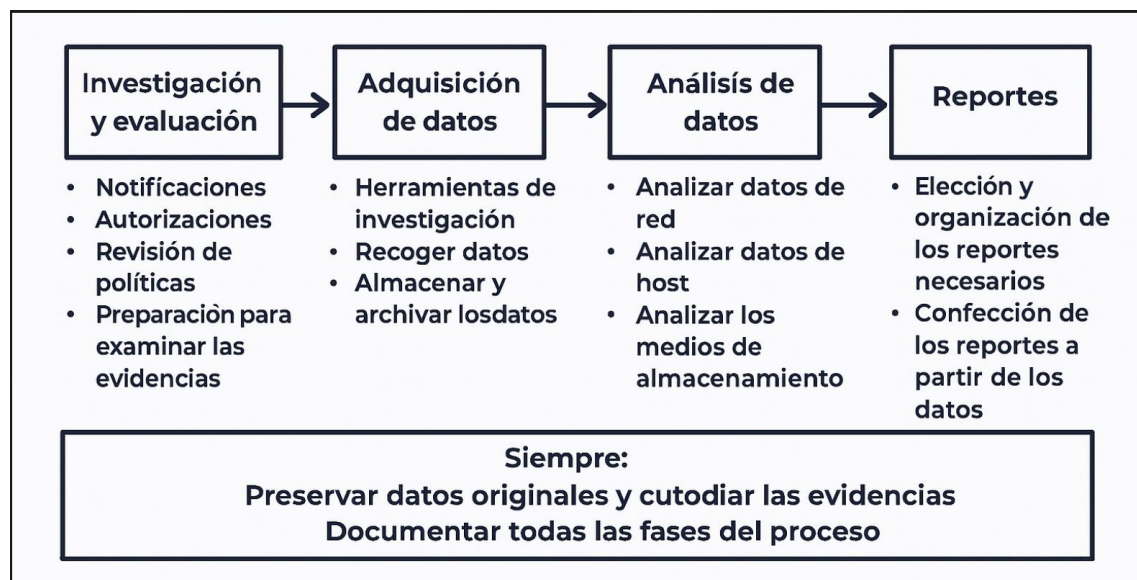 Investigación
y evaluación
Adquisición
de datos
Análisís de
datos
Reportes
• Notifícaciones
• Autorizaciones
• Revisión de
políticas
• Preparaciòn para
examinar las
evidencias
• Herramientas de
investigación
• Recoger datos
• Almacenar y
archivar losdatos
• Analizar datos de
red
• Analizar datos de
host
• Analizar los
medios de
almacenamiento
• Elección y
organización de
los reportes
necesarios
• Confección de
los reportes a
partir de los
datos
Siempre:
Preservar datos originales y cutodiar las evidencias
Documentar todas las fases del proceso